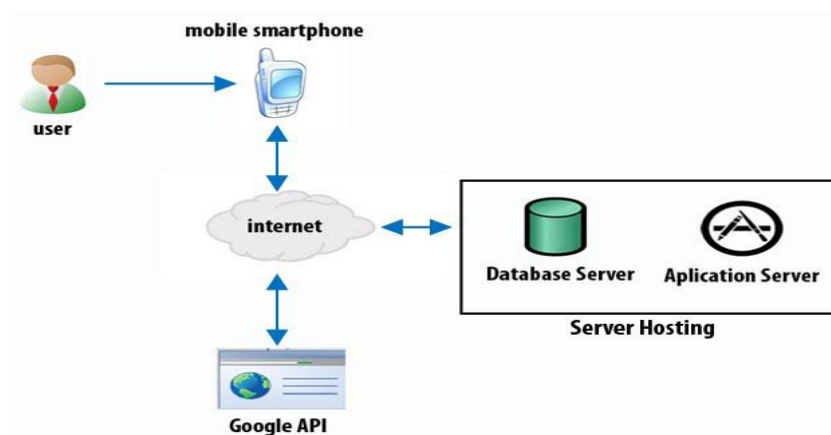 mobile smartphone
user
internet
Database Server
Aplication Server
Server Hosting
Google API